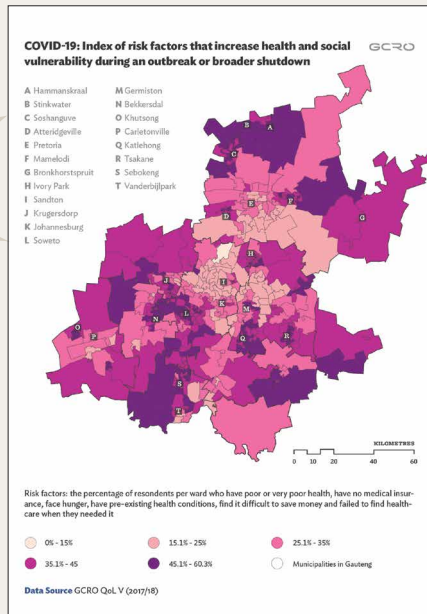 COVID-19: Index of risk factors that increase health and social
vulnerability during an outbreak or broader shutdown
GCRO
A Hammanskraal
B Stinkwater
C Soshanguve
D Atteridgeville
E Pretoria
F Mamelodi
G Bronkhorstspruit
H Ivory Park
I Sandton
J Krugersdorp
K Johannesburg
L Soweto
M Germiston
N Bekkersdal
O Khutsong
P Carletonville
Q Katlehong
R Tsakane
S Sebokeng
T Vanderbijlpark
B A
C
E
F
D
G
H
J
I
K
L
M
N
O
P
Q
R
S
T
KILOMETRES
0 10 20 40 60
Risk factors: the percentage of resondents per ward who have poor or very poor health, have no medical insur-
ance, face hunger, have pre-existing health conditions, find it difficult to save money and failed to find health-
care when they needed it
0% - 15%
15.1% - 25%
25.1% - 35%
35.1% - 45
45.1% - 60.3%
Municipalities in Gauteng
Data Source GCRO QoL V (2017/18)